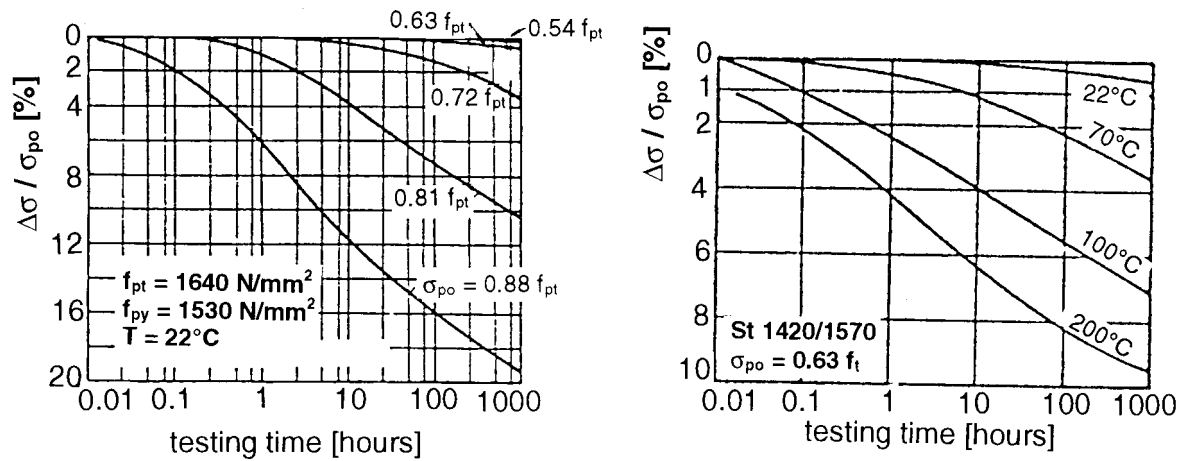 0.63 fpt
0.54 fpt
0
2
4
8
12
16
20
Δσ / σpo [%]
0.72 fpt
0.81 fpt
σpo = 0.88 fpt
fpt = 1640 N/mm²
fpy = 1530 N/mm²
T = 22°C
0.01 0.1 1 10 100 1000
testing time [hours]
0
1
2
4
6
8
10
Δσ / σpo [%]
22°C
70°C
100°C
200°C
St 1420/1570
σpo = 0.63 ft
0.01 0.1 1 10 100 1000
testing time [hours]